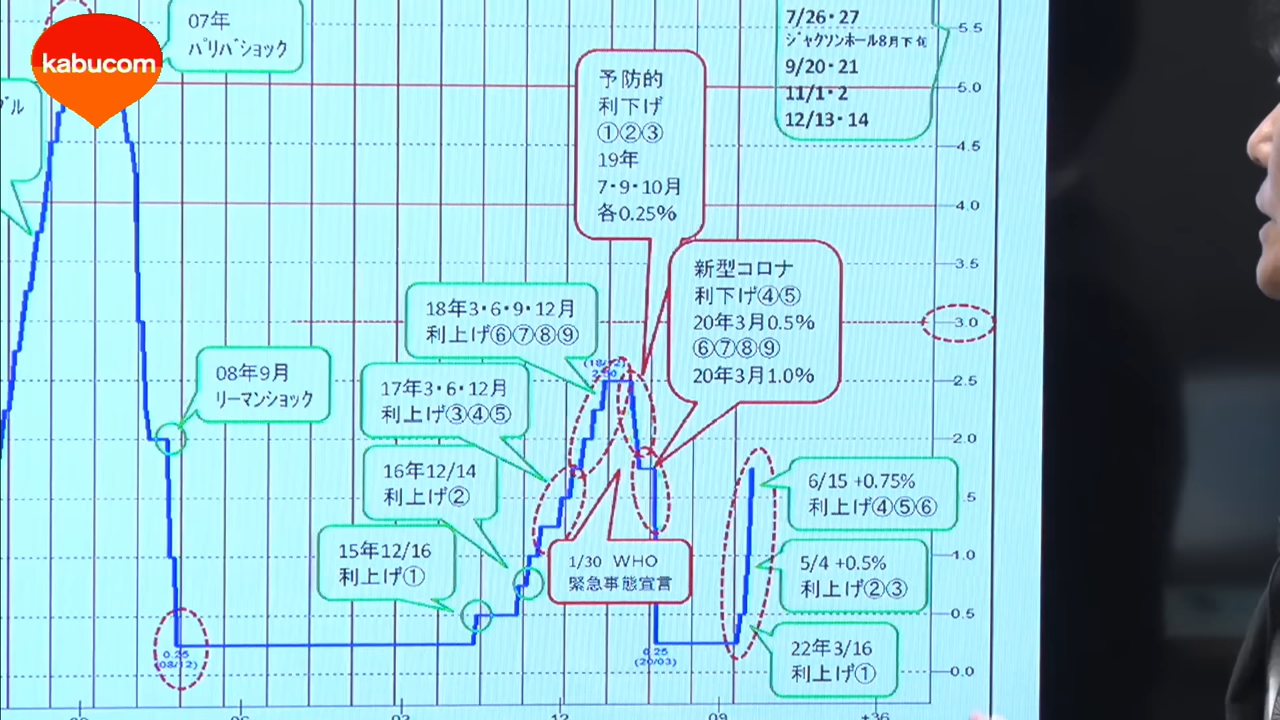 kabucom
07年
パリバショック
08年9月
リーマンショック
15年12/16
利上げ①
16年12/14
利上げ②
17年3・6・12月
利上げ③④⑤
18年3・6・9・12月
利上げ⑥⑦⑧⑨
予防的
利下げ
①②③
19年
7・9・10月
各0.25%
新型コロナ
利下げ④⑤
20年3月0.5%
⑥⑦⑧⑨
20年3月1.0%
1/30 WHO
緊急事態宣言
7/26・27
ジャクソンホール8月下旬
9/20・21
11/1・2
12/13・14
6/15 +0.75%
利上げ④⑤⑥
5/4 +0.5%
利上げ②③
22年3/16
利上げ①
0.25
(08/12)
0.25
(20/03)
5.5
5.0
4.5
4.0
3.5
3.0
2.5
2.0
.5
1.0
0.5
0.0
12
09
+36